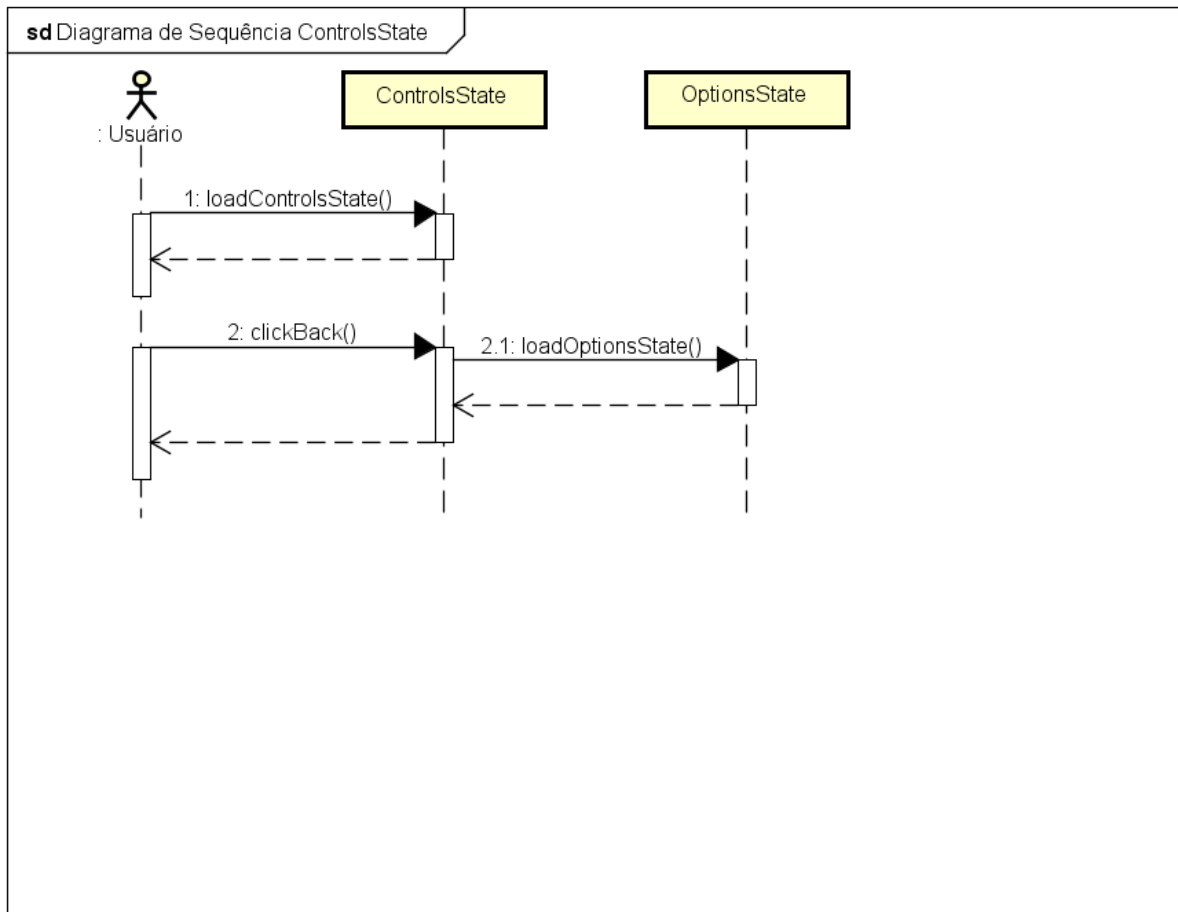 sd Diagrama de Sequência ControlsState
ControlsState
OptionsState
: Usuário
1: loadControlsState()
2: clickBack()
2.1: loadOptionsState()